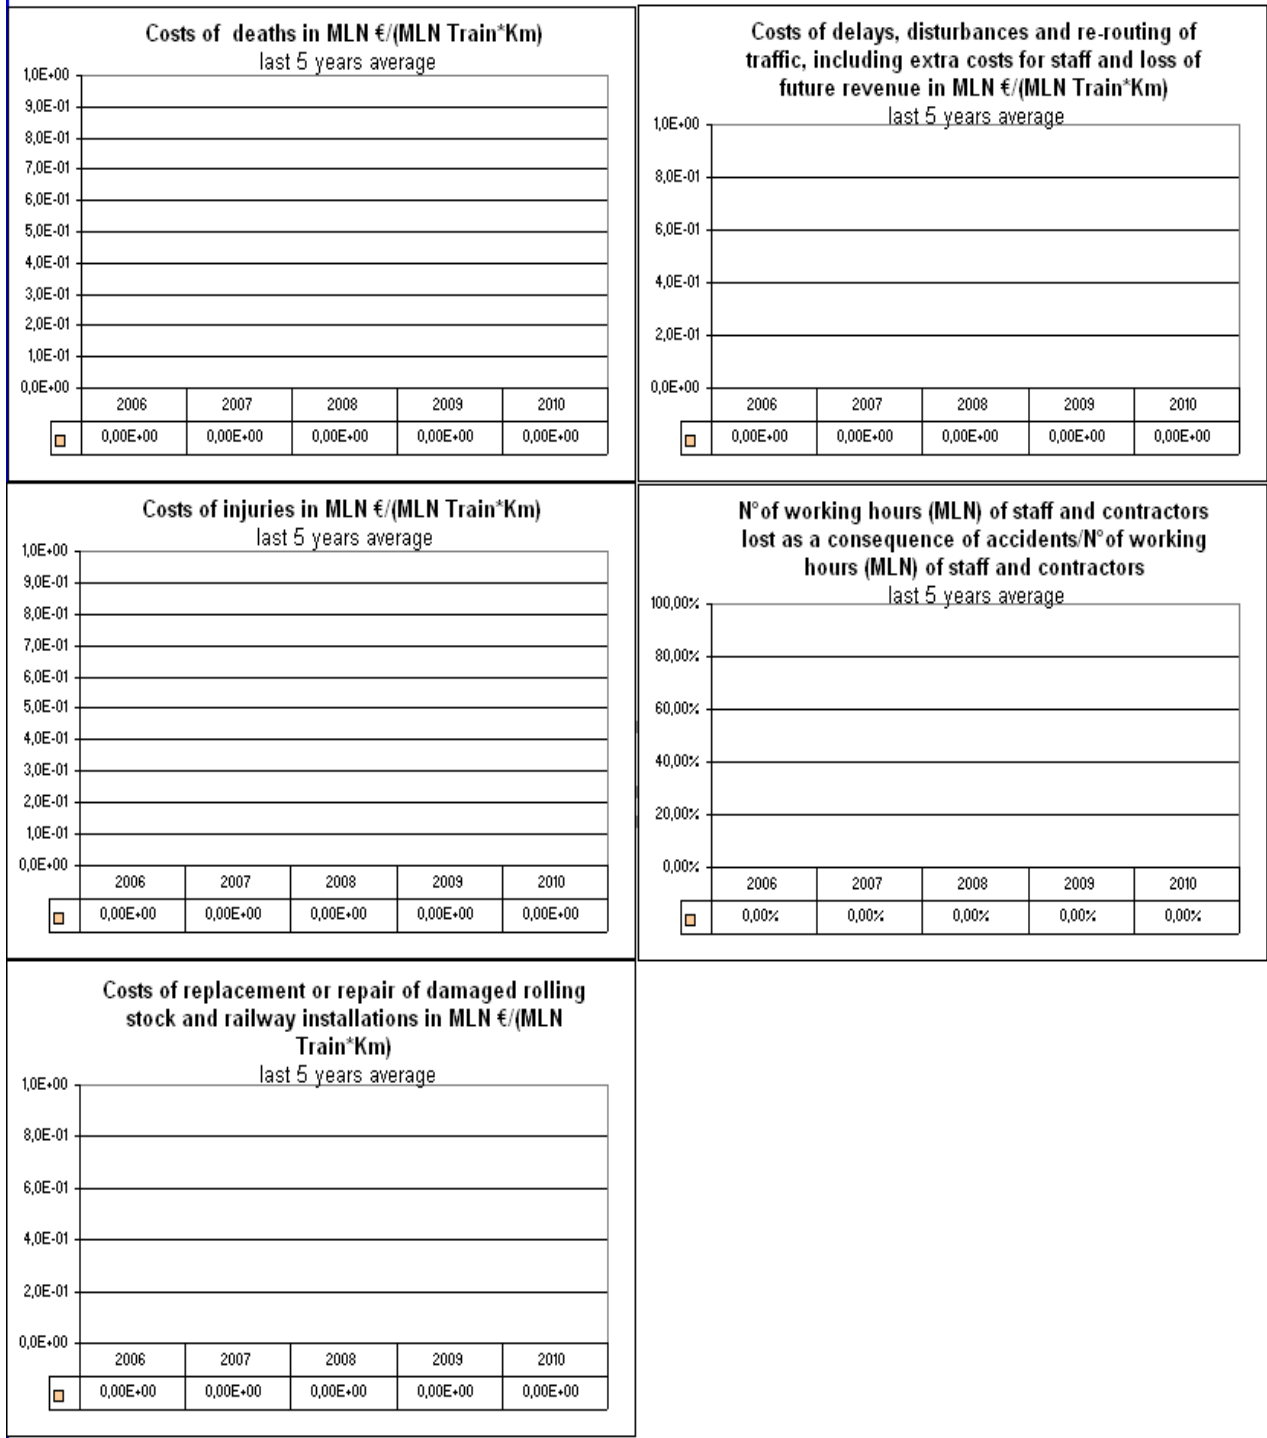 Costs of deaths in MLN €/(MLN Train*Km)
last 5 years average
1,0E+00
9,0E-01
8,0E-01
7,0E-01
6,0E-01
5,0E-01
4,0E-01
3,0E-01
2,0E-01
1,0E-01
0,0E+00
2006 2007 2008 2009 2010
0,00E+00 0,00E+00 0,00E+00 0,00E+00 0,00E+00
Costs of delays, disturbances and re-routing of
traffic, including extra costs for staff and loss of
future revenue in MLN €/(MLN Train*Km)
last 5 years average
1,0E+00
8,0E-01
6,0E-01
4,0E-01
2,0E-01
0,0E+00
2006 2007 2008 2009 2010
0,00E+00 0,00E+00 0,00E+00 0,00E+00 0,00E+00
Costs of injuries in MLN €/(MLN Train*Km)
last 5 years average
1,0E+00
9,0E-01
8,0E-01
7,0E-01
6,0E-01
5,0E-01
4,0E-01
3,0E-01
2,0E-01
1,0E-01
0,0E+00
2006 2007 2008 2009 2010
0,00E+00 0,00E+00 0,00E+00 0,00E+00 0,00E+00
N°of working hours (MLN) of staff and contractors
lost as a consequence of accidents/N°of working
hours (MLN) of staff and contractors
last 5 years average
100,00%
80,00%
60,00%
40,00%
20,00%
0,00%
2006 2007 2008 2009 2010
0,00% 0,00% 0,00% 0,00% 0,00%
Costs of replacement or repair of damaged rolling
stock and railway installations in MLN €/(MLN
Train*Km)
last 5 years average
1,0E+00
8,0E-01
6,0E-01
4,0E-01
2,0E-01
0,0E+00
2006 2007 2008 2009 2010
0,00E+00 0,00E+00 0,00E+00 0,00E+00 0,00E+00